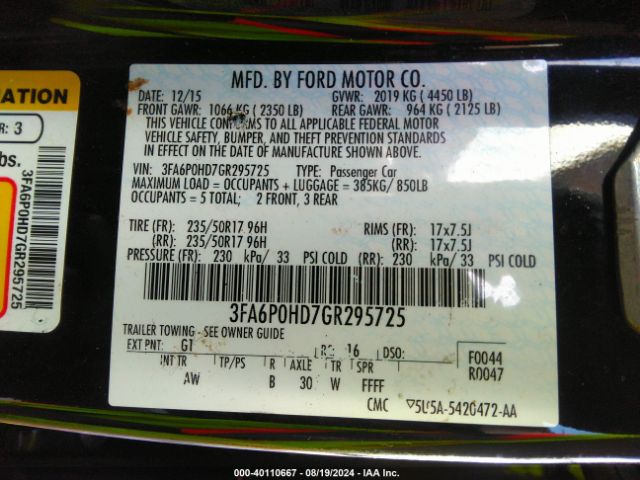 MATION
R: 3
bs.
3FA6P0HD7GR295725
MFD. BY FORD MOTOR CO.
DATE: 12/15 GVWR: 2019 KG ( 4450 LB)
FRONT GAWR: 1066 KG ( 2350 LB) REAR GAWR: 964 KG ( 2125 LB)
THIS VEHICLE CONFORMS TO ALL APPLICABLE FEDERAL MOTOR
VEHICLE SAFETY, BUMPER, AND THEFT PREVENTION STANDARDS
IN EFFECT ON THE DATE OF MANUFACTURE SHOWN ABOVE.
VIN: 3FA6P0HD7GR295725 TYPE: Passenger Car
MAXIMUM LOAD = OCCUPANTS + LUGGAGE = 385KG/ 850LB
OCCUPANTS = 5 TOTAL; 2 FRONT, 3 REAR
TIRE (FR): 235/50R17 96H RIMS (FR): 17x7.5J
(RR): 235/50R17 96H (RR): 17x7.5J
PRESSURE (FR): 230 kPa/ 33 PSI COLD (RR): 230 kPa/ 33 PSI COLD
3FA6P0HD7GR295725
TRAILER TOWING - SEE OWNER GUIDE
EXT PNT: G1 RC: 16 DSO: F0044
INT TR TP/PS R AXLE TR SPR R0047
AW B 30 W FFFF
CMC 5U5A-5420472-AA
000-40110667 - 08/19/2024 - IAA Inc.